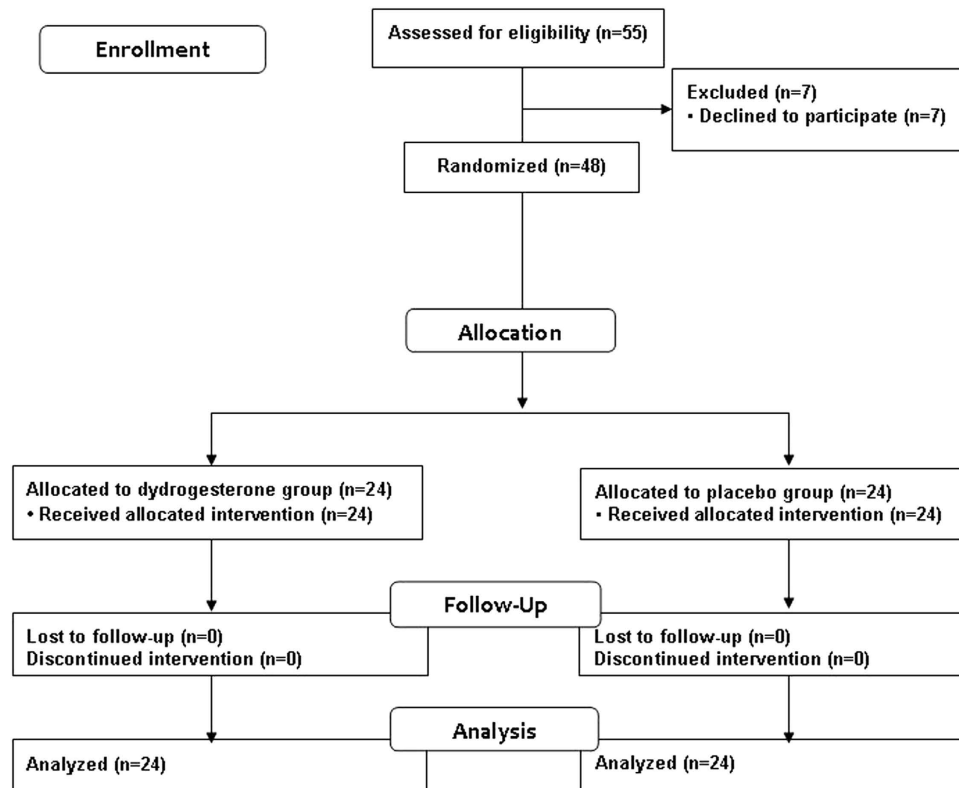 Enrollment
Assessed for eligibility (n=55)
Excluded (n=7)
• Declined to participate (n=7)
Randomized (n=48)
Allocation
Allocated to dydrogesterone group (n=24)
• Received allocated intervention (n=24)
Allocated to placebo group (n=24)
• Received allocated intervention (n=24)
Follow-Up
Lost to follow-up (n=0)
Discontinued intervention (n=0)
Lost to follow-up (n=0)
Discontinued intervention (n=0)
Analysis
Analyzed (n=24)
Analyzed (n=24)